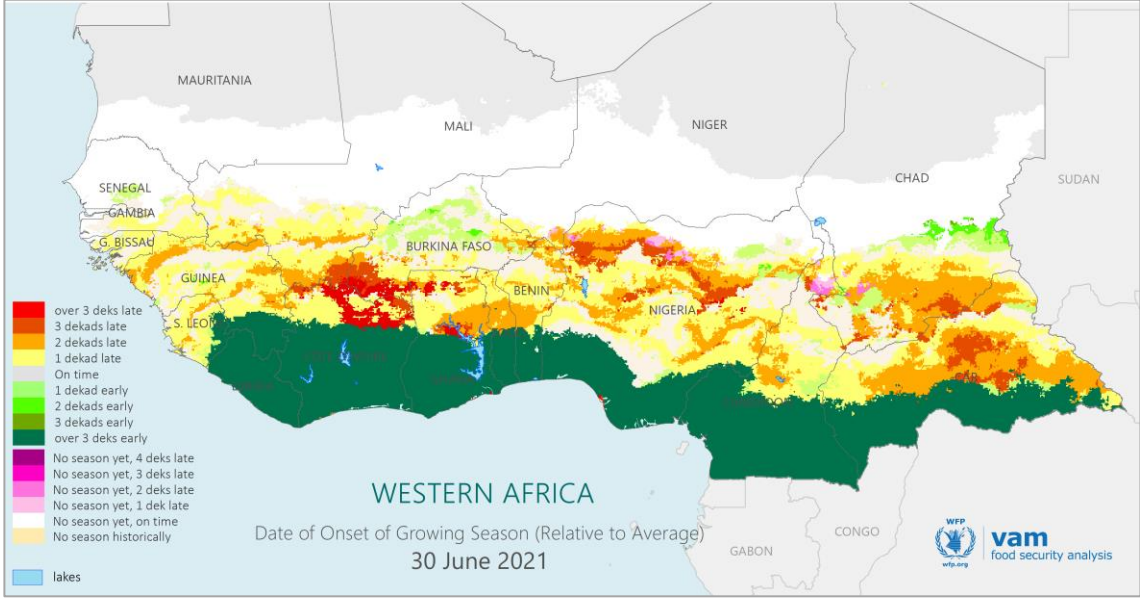 MAURITANIA
MALI
NIGER
CHAD
SUDAN
SENEGAL
GAMBIA
G. BISSAU
BURKINA FASO
GUINEA
BENIN
NIGERIA
S. LEON
CAR
over 3 deks late
3 dekads late
2 dekads late
1 dekad late
On time
1 dekad early
2 dekads early
3 dekads early
over 3 deks early
No season yet, 4 deks late
No season yet, 3 deks late
No season yet, 2 deks late
No season yet, 1 dek late
No season yet, on time
No season historically
lakes
WESTERN AFRICA
Date of Onset of Growing Season (Relative to Average)
30 June 2021
GABON
CONGO
WFP
wfp.org
vam
food security analysis